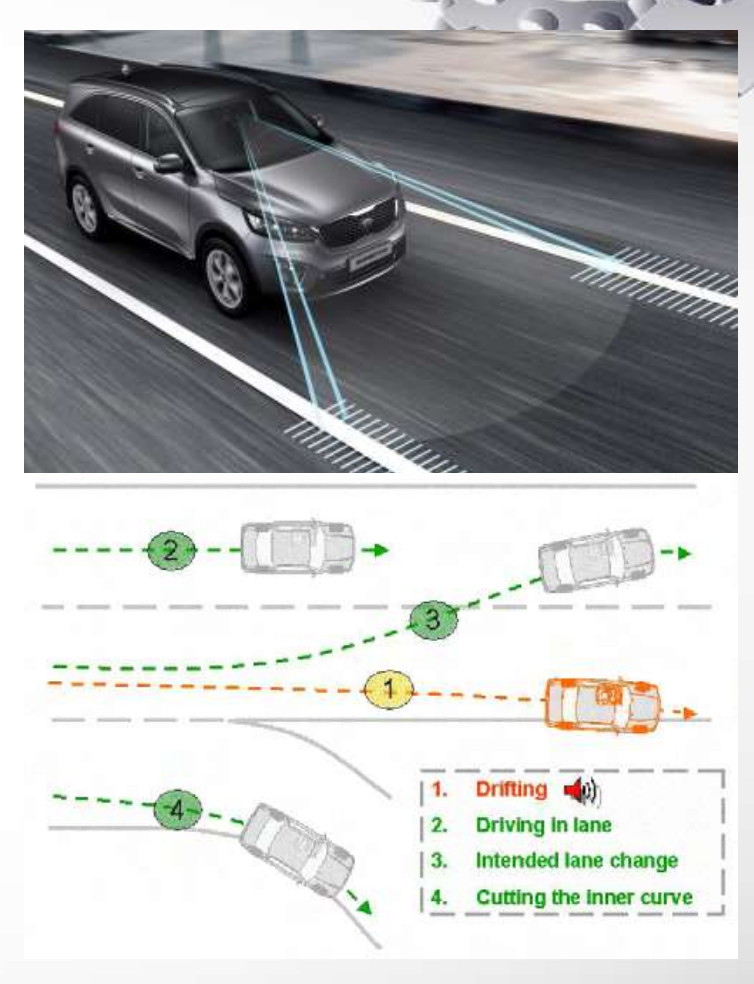 2
3
1
4
1. Drifting
2. Driving in lane
3. Intended lane change
4. Cutting the inner curve